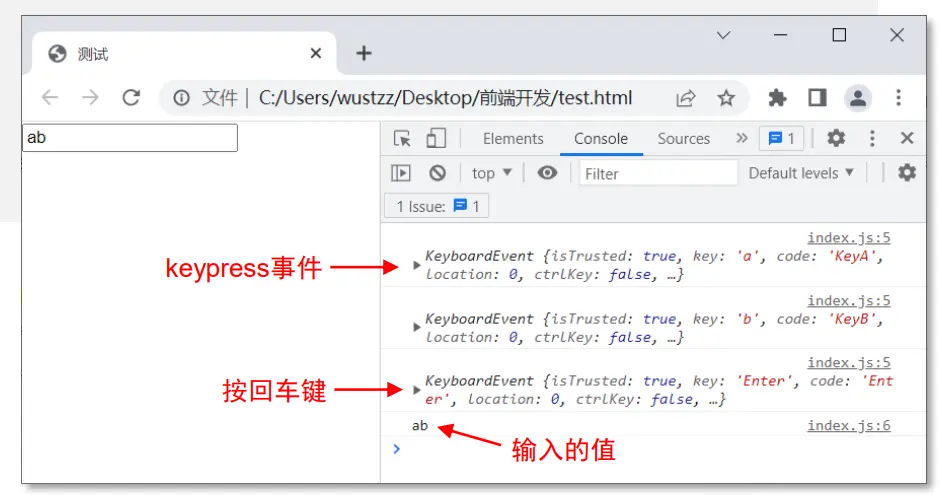 测试
文件 | C:/Users/wustzz/Desktop/前端开发/test.html
ab
Elements Console Sources » 1
top ▼ Filter Default levels ▼
1 Issue: 1
index.js:5
KeyboardEvent {isTrusted: true, key: 'a', code: 'KeyA',
location: 0, ctrlKey: false, …}
keypress事件
index.js:5
KeyboardEvent {isTrusted: true, key: 'b', code: 'KeyB',
location: 0, ctrlKey: false, …}
index.js:5
KeyboardEvent {isTrusted: true, key: 'Enter', code: 'Ent
er', location: 0, ctrlKey: false, …}
按回车键
ab index.js:6
输入的值